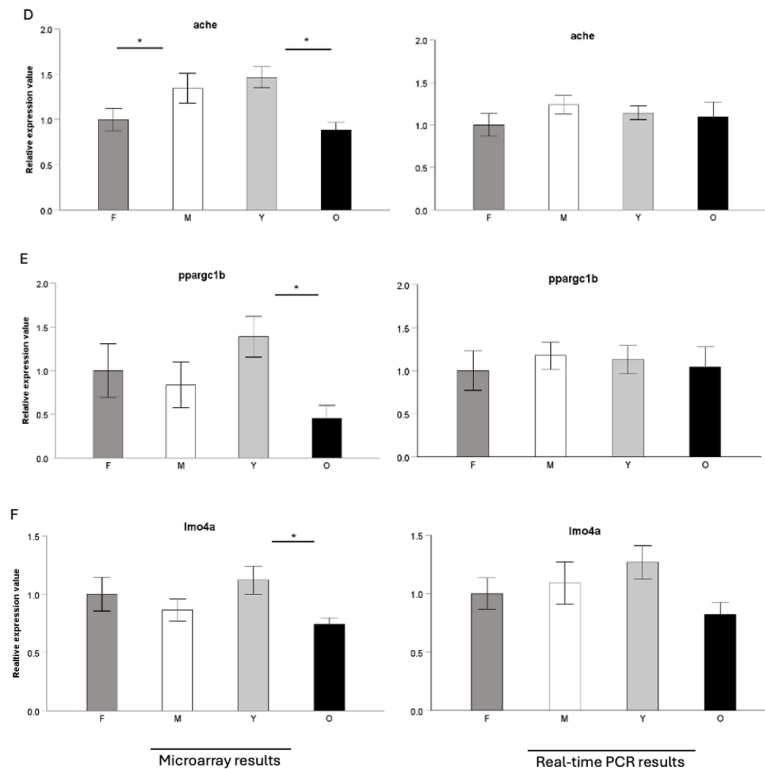 D
ache
*
*
Relative expression value
2.0
1.5
1.0
0.5
0.0
F M Y O
ache
2.0
1.5
1.0
0.5
0.0
F M Y O
E
ppargc1b
*
Relative expression value
2.0
1.5
1.0
0.5
0.0
F M Y O
ppargc1b
2.0
1.5
1.0
0.5
0.0
F M Y O
F
lmo4a
*
Realtive expression value
1.5
1.0
0.5
0.0
F M Y O
lmo4a
1.5
1.0
0.5
0.0
F M Y O
Microarray results
Real-time PCR results